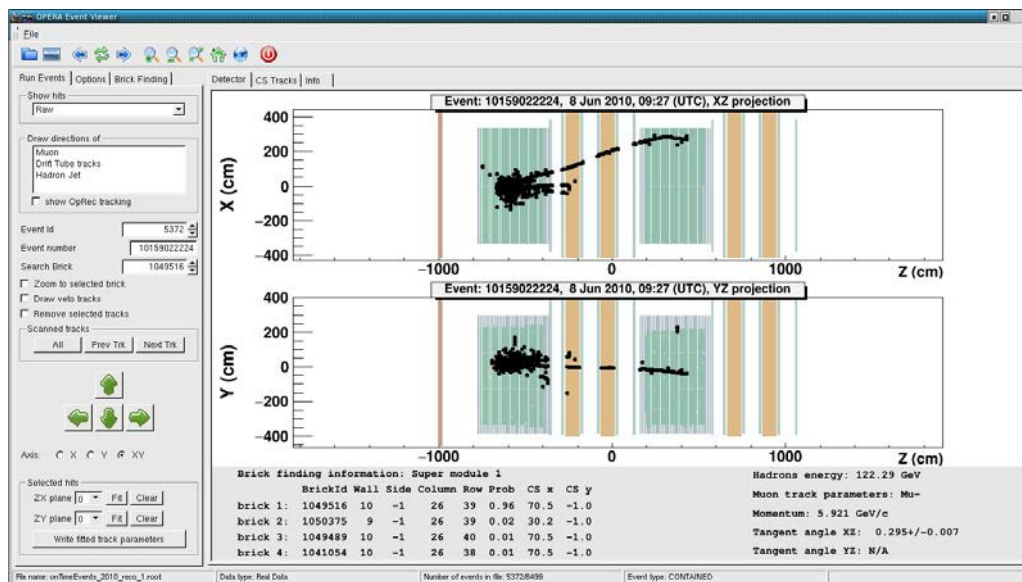 OPERA Event Viewer
File
Run Events Options Brick Finding
Detector CS Tracks Info
Show hits
Raw
Draw directions of
Muon
Drift Tube tracks
Hadron Jet
show OpRec tracking
Event Id 5372
Event number 10159022224
Search Brick 1049516
Zoom to selected brick
Draw veto tracks
Remove selected tracks
Scanned tracks
All Prev Trk Next Trk
Axis: X Y XY
Selected hits
ZX plane 0 Fit Clear
ZY plane 0 Fit Clear
Write fitted track parameters
Event: 10159022224, 8 Jun 2010, 09:27 (UTC), XZ projection
X (cm)
400
200
0
−200
−400
−1000 0 1000 Z (cm)
Event: 10159022224, 8 Jun 2010, 09:27 (UTC), YZ projection
Y (cm)
400
200
0
−200
−400
−1000 0 1000 Z (cm)
Brick finding information: Super module 1
BrickId Wall Side Column Row Prob CS x CS y
brick 1: 1049516 10 -1 26 39 0.96 70.5 -1.0
brick 2: 1050375 9 -1 26 39 0.02 30.2 -1.0
brick 3: 1049489 10 -1 26 40 0.01 70.5 -1.0
brick 4: 1041054 10 -1 26 38 0.01 70.5 -1.0
Hadrons energy: 122.29 GeV
Muon track parameters: Mu-
Momentum: 5.921 GeV/c
Tangent angle XZ: 0.295+/-0.007
Tangent angle YZ: N/A
File name: onTimeEvents_2010_reco_1.root Data type: Real Data Number of events in file: 5372/8499 Event type: CONTAINED